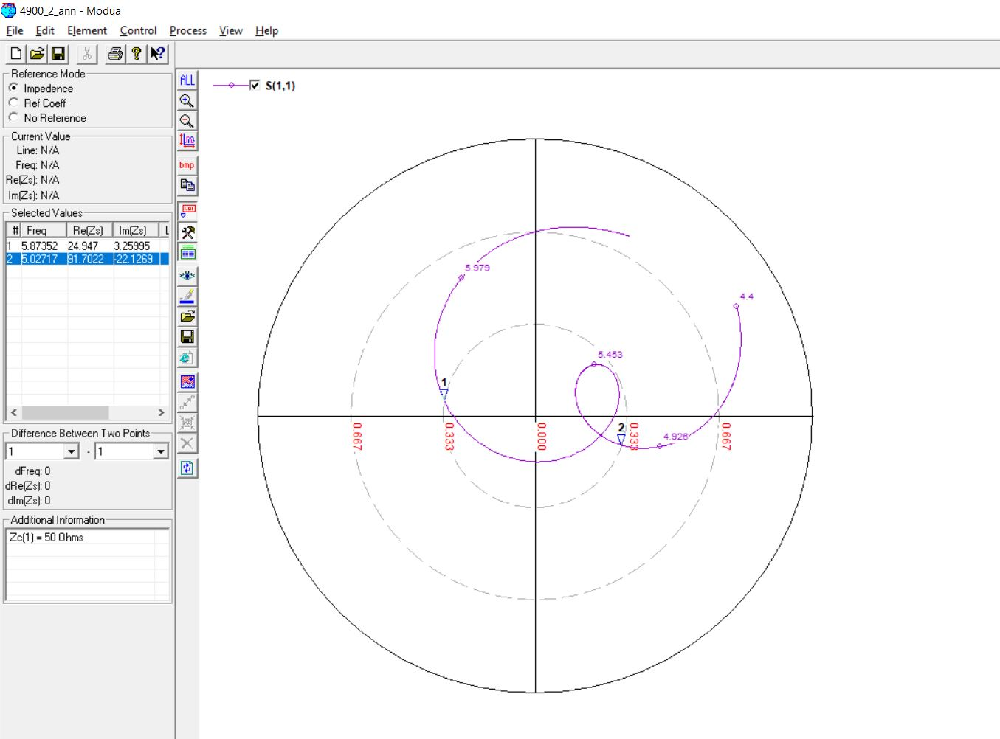 4900_2_ann - Modua
File Edit Element Control Process View Help
Reference Mode
Impedence
Ref Coeff
No Reference
Current Value
Line: N/A
Freq: N/A
Re(Zs): N/A
Im(Zs): N/A
Selected Values
# Freq Re(Zs) Im(Zs) L
1 5.87352 24.947 3.25995
2 5.02717 91.7022 -22.1269
Difference Between Two Points
1 - 1
dFreq: 0
dRe(Zs): 0
dIm(Zs): 0
Additional Information
Zc(1) = 50 Ohms
ALL
bmp
1.01
S(1,1)
5.979
4.4
5.453
1
2
4.926
0.667
0.333
0.000
0.333
0.667